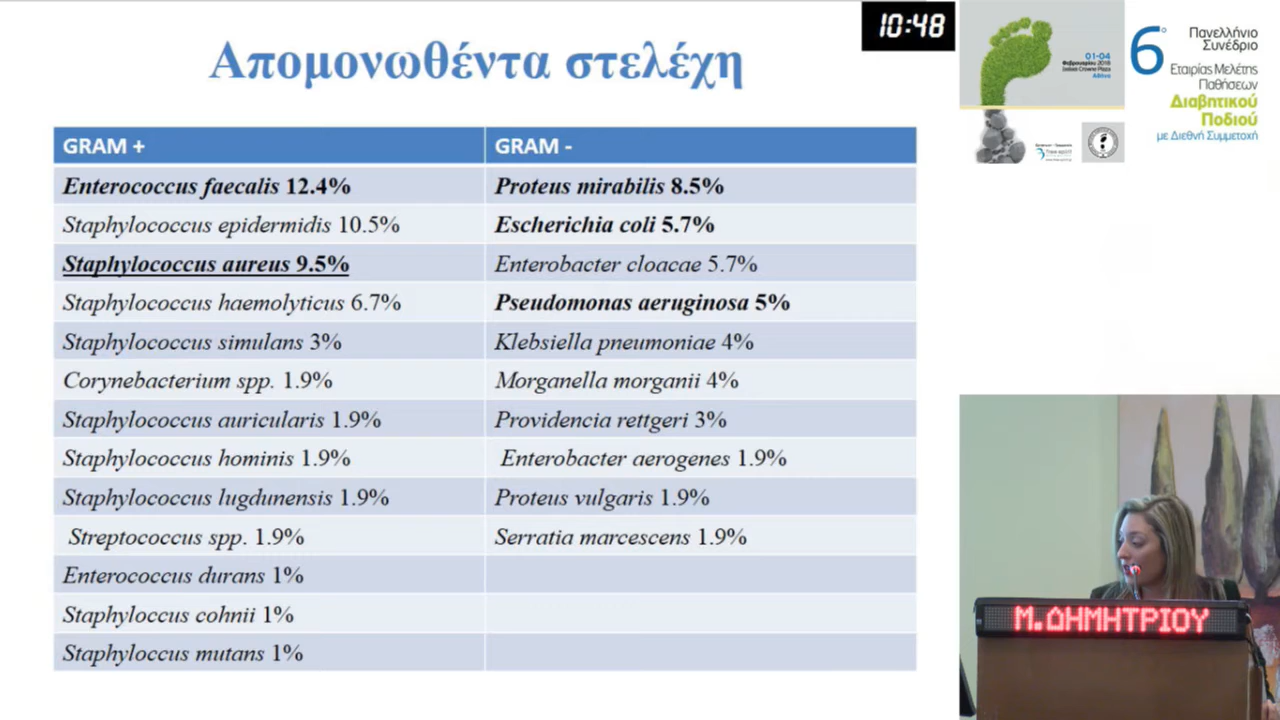 Απομονωθέντα στελέχη
GRAM +
GRAM -
Enterococcus faecalis 12.4%
Proteus mirabilis 8.5%
Staphylococcus epidermidis 10.5%
Escherichia coli 5.7%
Staphylococcus aureus 9.5%
Enterobacter cloacae 5.7%
Staphylococcus haemolyticus 6.7%
Pseudomonas aeruginosa 5%
Staphylococcus simulans 3%
Klebsiella pneumoniae 4%
Corynebacterium spp. 1.9%
Morganella morganii 4%
Staphylococcus auricularis 1.9%
Providencia rettgeri 3%
Staphylococcus hominis 1.9%
Enterobacter aerogenes 1.9%
Staphylococcus lugdunensis 1.9%
Proteus vulgaris 1.9%
Streptococcus spp. 1.9%
Serratia marcescens 1.9%
Enterococcus durans 1%
Staphyloccus cohnii 1%
Staphyloccus mutans 1%
10:48
01-04
Φεβρουαρίου 2018
Αθήνα
6ο Πανελλήνιο
Συνέδριο
Εταιρίας Μελέτης
Παθήσεων
Διαβητικού
Ποδιού
με Διεθνή Συμμετοχή
Μ.ΔΗΜΗΤΡΙΟΥ